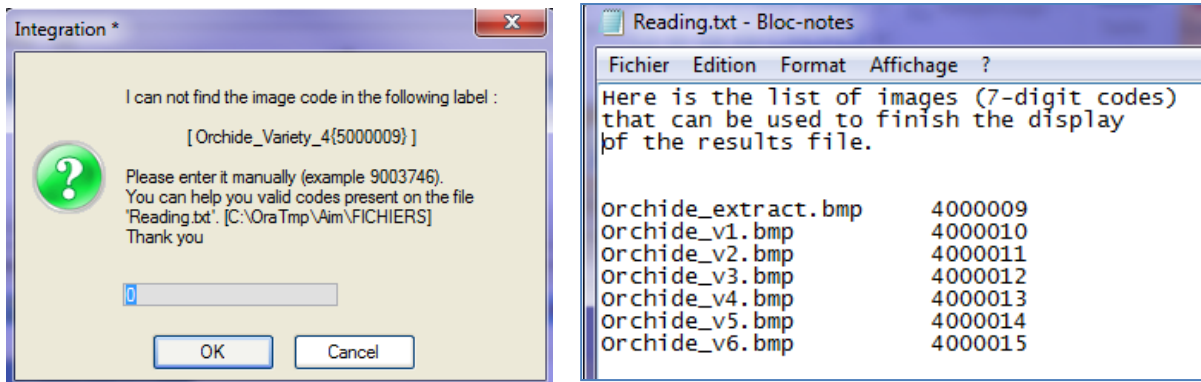 Integration *
I can not find the image code in the following label :
[ Orchide_Variety_4{5000009} ]
Please enter it manually (example 9003746).
You can help you valid codes present on the file
'Reading.txt'. [C:\OraTmp\Aim\FICHIERS]
Thank you
0
OK Cancel
Reading.txt - Bloc-notes
Fichier Edition Format Affichage ?
Here is the list of images (7-digit codes)
that can be used to finish the display
of the results file.
Orchide_extract.bmp 4000009
Orchide_v1.bmp 4000010
Orchide_v2.bmp 4000011
Orchide_v3.bmp 4000012
Orchide_v4.bmp 4000013
Orchide_v5.bmp 4000014
Orchide_v6.bmp 4000015